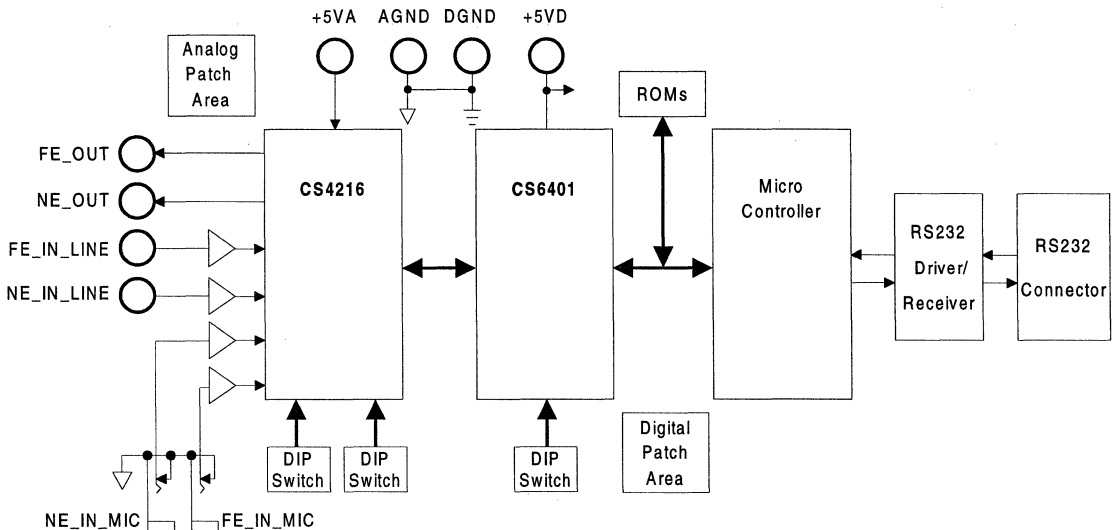 +5VA AGND DGND +5VD
Analog
Patch
Area
ROMs
FE_OUT
NE_OUT
FE_IN_LINE
NE_IN_LINE
CS4216
CS6401
Micro
Controller
RS232
Driver/
Receiver
RS232
Connector
DIP
Switch
DIP
Switch
DIP
Switch
Digital
Patch
Area
NE_IN_MIC
FE_IN_MIC